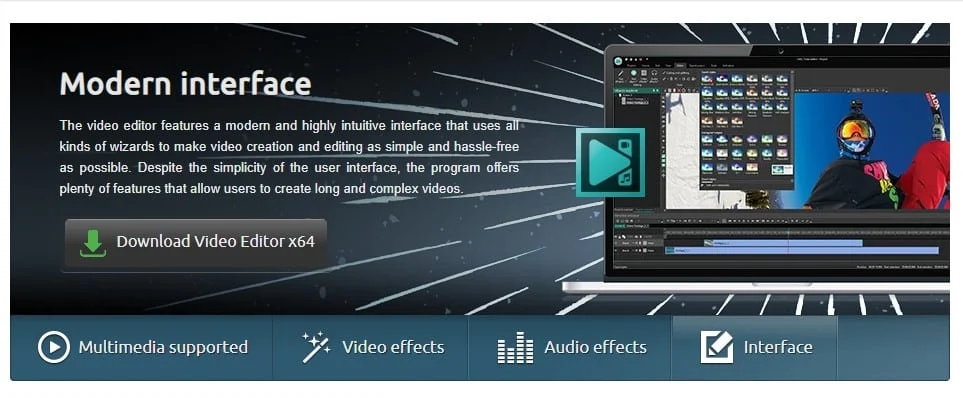 Modern interface
The video editor features a modern and highly intuitive interface that uses all
kinds of wizards to make video creation and editing as simple and hassle-free
as possible. Despite the simplicity of the user interface, the program offers
plenty of features that allow users to create long and complex videos.
Download Video Editor x64
Multimedia supported
Video effects
Audio effects
Interface